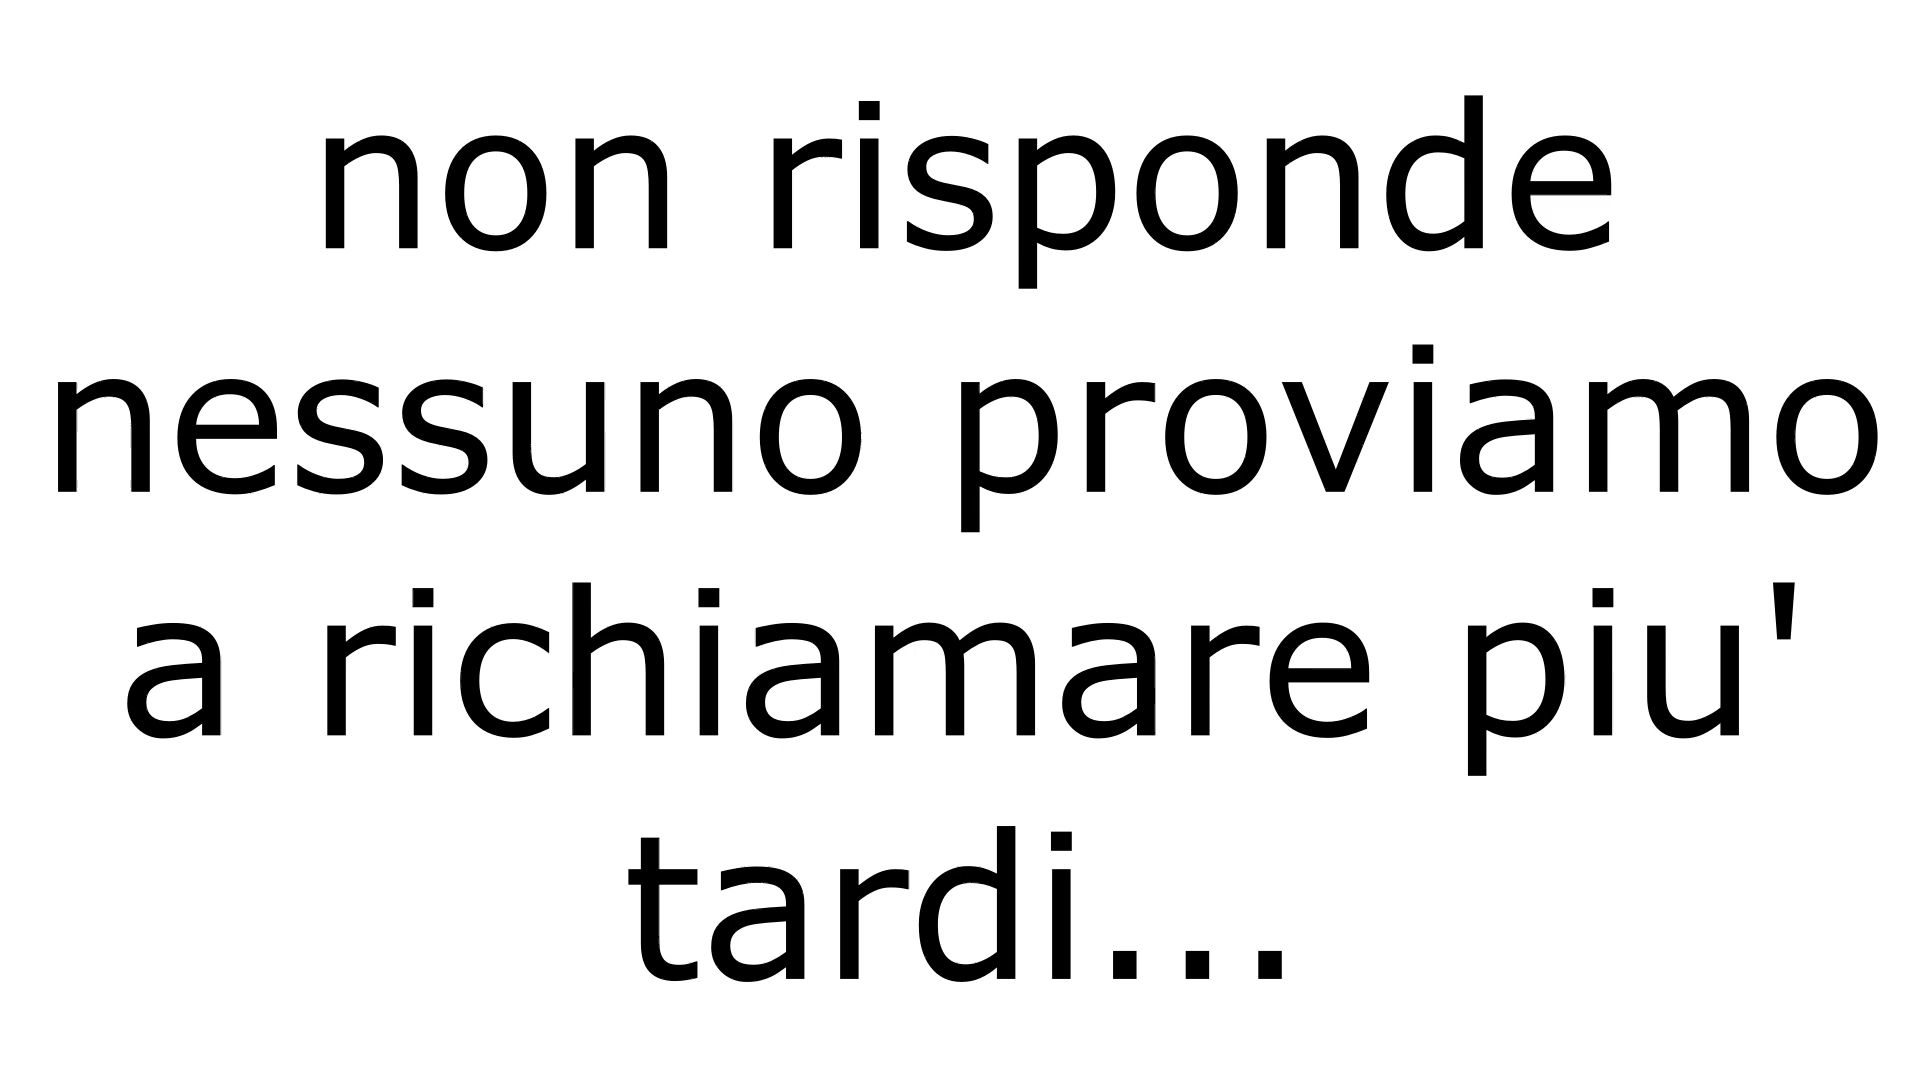 non risponde
nessuno proviamo
a richiamare piu'
tardi...